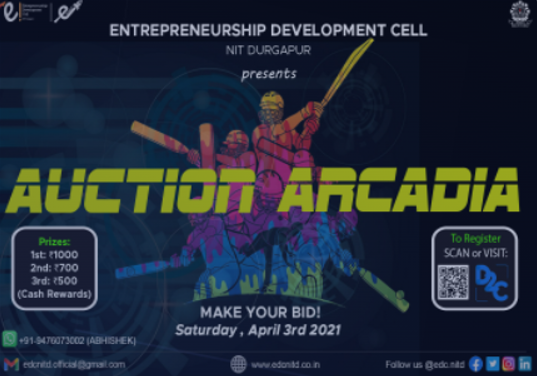 ENTREPRENEURSHIP DEVELOPMENT CELL
NIT DURGAPUR
presents
AUCTION ARCADIA
Prizes:
1st: ₹1000
2nd: ₹700
3rd: ₹500
(Cash Rewards)
To Register
SCAN or VISIT:
D2C
MAKE YOUR BID!
Saturday , April 3rd 2021
+91-9476073002 (ABHISHEK)
edcnitd.official@gmail.com
www.edcnitd.co.in
Follow us @edc.nitd